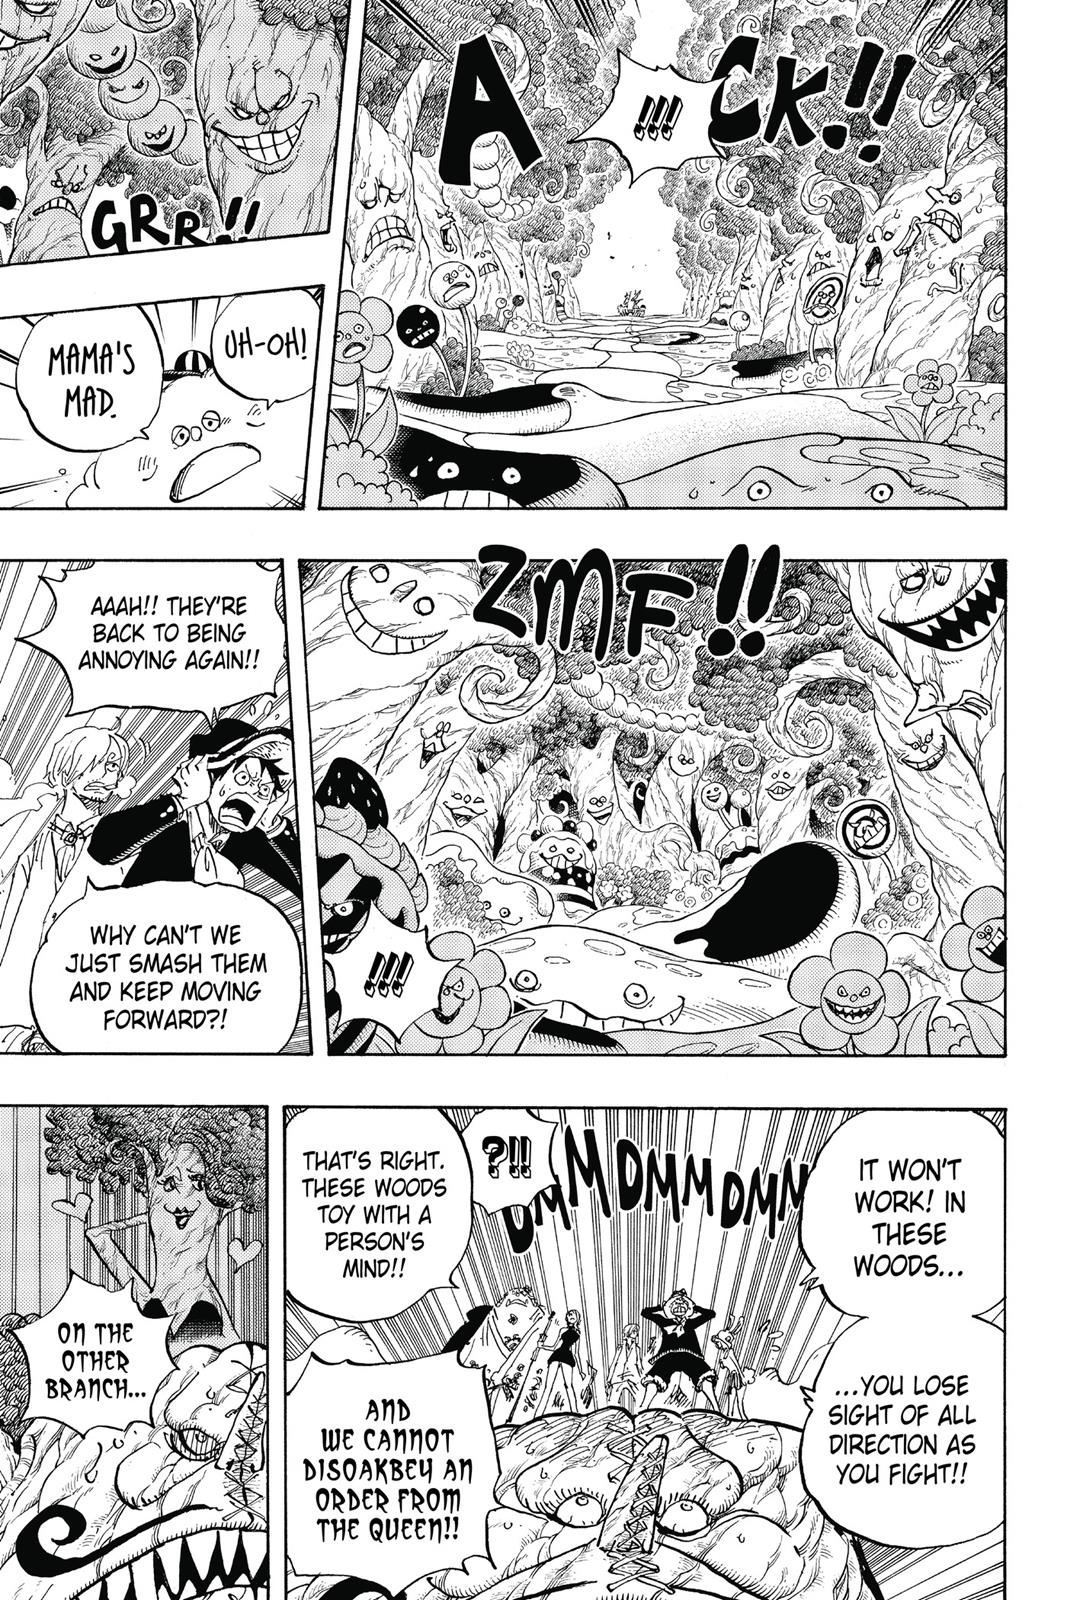 A
!!!
CK!!
GRR!!
UH-OH!
MAMA'S
MAD.
ZMF!!
!!!
AAAH!! THEY'RE
BACK TO BEING
ANNOYING AGAIN!!
WHY CAN'T WE
JUST SMASH THEM
AND KEEP MOVING
FORWARD?!
IT WON'T
WORK! IN
THESE
WOODS...
...YOU LOSE
SIGHT OF ALL
DIRECTION AS
YOU FIGHT!!
DMMMDMMMDMM
?!!
THAT'S RIGHT.
THESE WOODS
TOY WITH A
PERSON'S
MIND!!
AND
WE CANNOT
DISOAKBEY AN
ORDER FROM
THE QUEEN!!
ON THE
OTHER
BRANCH...